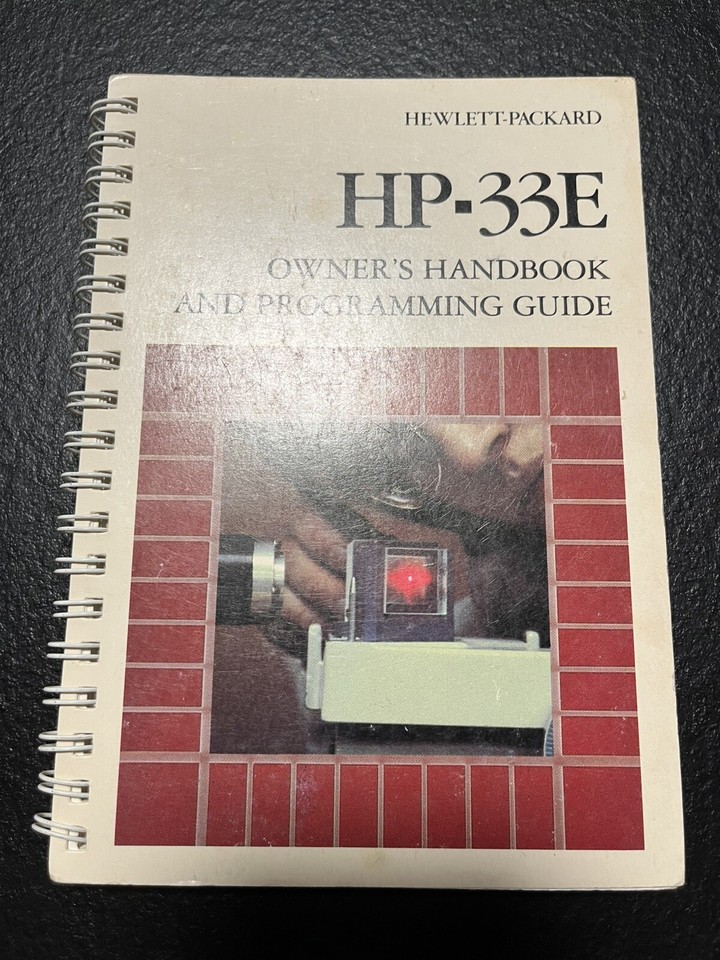 HEWLETT-PACKARD
HP-33E
OWNER'S HANDBOOK
AND PROGRAMMING GUIDE